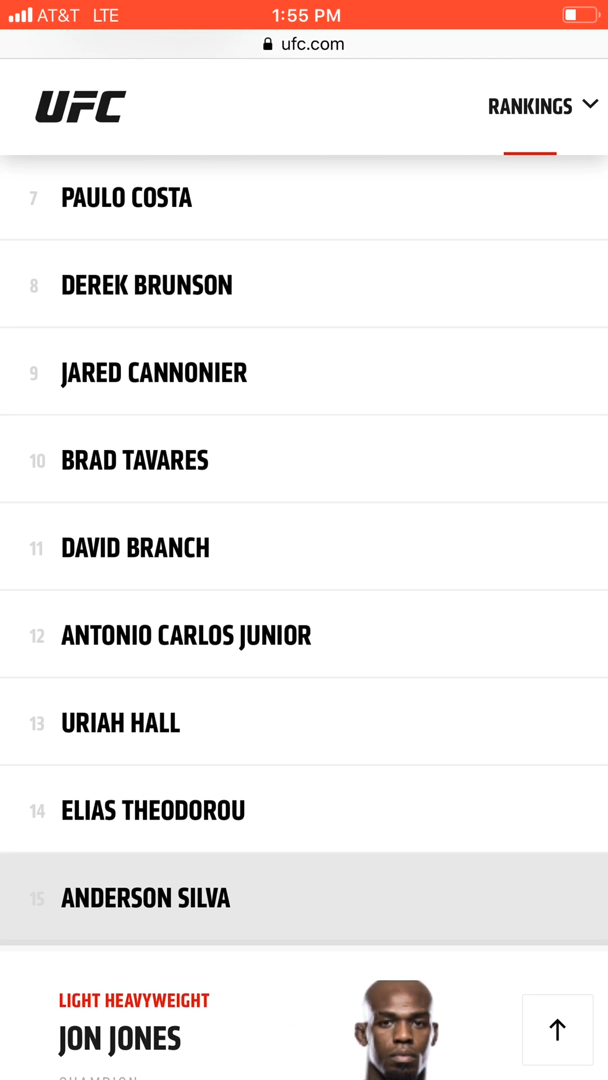 AT&T LTE 1:55 PM
ufc.com
UFC RANKINGS
7 PAULO COSTA
8 DEREK BRUNSON
9 JARED CANNONIER
10 BRAD TAVARES
11 DAVID BRANCH
12 ANTONIO CARLOS JUNIOR
13 URIAH HALL
14 ELIAS THEODOROU
15 ANDERSON SILVA
LIGHT HEAVYWEIGHT
JON JONES
CHAMPION